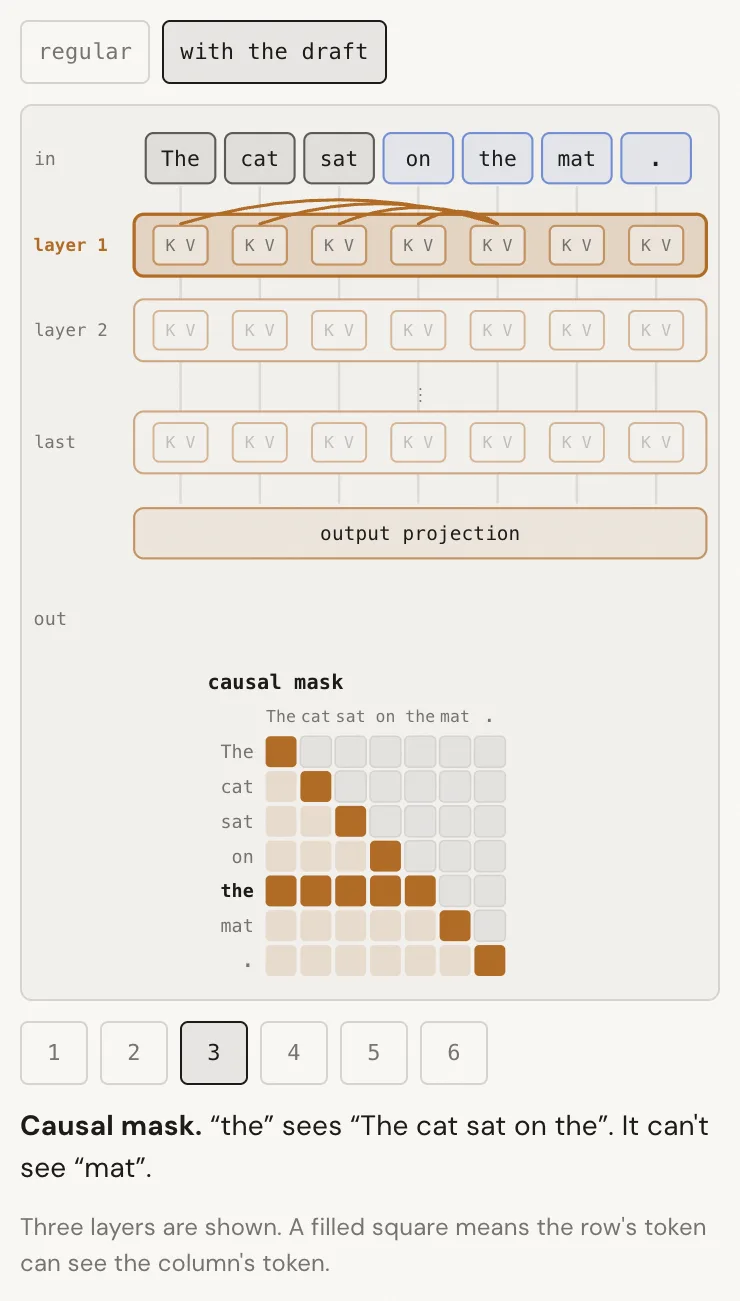 regular with the draft
in The cat sat on the mat .
layer 1 K V K V K V K V K V K V K V
layer 2 K V K V K V K V K V K V K V
⋮
last K V K V K V K V K V K V K V
output projection
out
causal mask
The cat sat on the mat .
The
cat
sat
on
the
mat
.
1 2 3 4 5 6
Causal mask. “the” sees “The cat sat on the”. It can't
see “mat”.
Three layers are shown. A filled square means the row's token
can see the column's token.